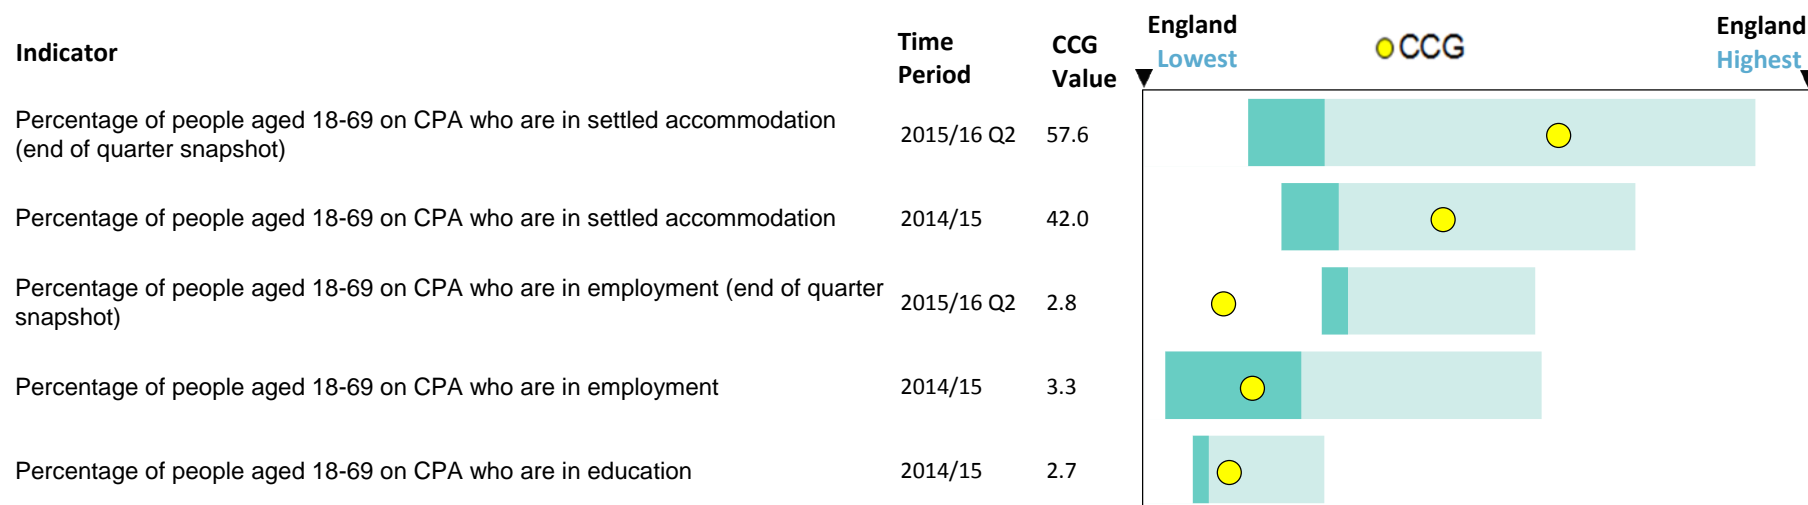 Indicator
Time
Period
CCG
Value
England
Lowest
CCG
England
Highest
Percentage of people aged 18-69 on CPA who are in settled accommodation
(end of quarter snapshot)
2015/16 Q2
57.6
Percentage of people aged 18-69 on CPA who are in settled accommodation
2014/15
42.0
Percentage of people aged 18-69 on CPA who are in employment (end of quarter
snapshot)
2015/16 Q2
2.8
Percentage of people aged 18-69 on CPA who are in employment
2014/15
3.3
Percentage of people aged 18-69 on CPA who are in education
2014/15
2.7